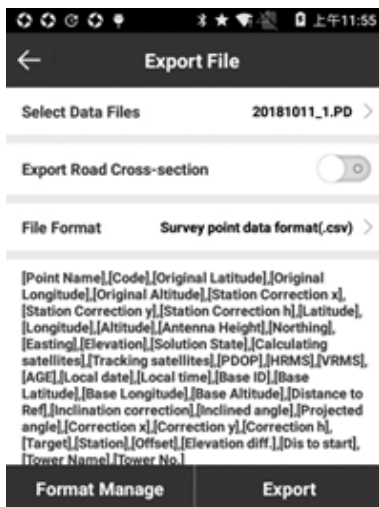 上午11:55
Export File
Select Data Files 20181011_1.PD
Export Road Cross-section
File Format Survey point data format(.csv)
[Point Name],[Code],[Original Latitude],[Original
Longitude],[Original Altitude],[Station Correction x],
[Station Correction y],[Station Correction h],[Latitude],
[Longitude],[Altitude],[Antenna Height],[Northing],
[Easting],[Elevation],[Solution State],[Calculating
satellites],[Tracking satellites],[PDOP],[HRMS],[VRMS],
[AGE],[Local date],[Local time],[Base ID],[Base
Latitude],[Base Longitude],[Base Altitude],[Distance to
Ref],[Inclination correction],[Inclined angle],[Projected
angle],[Correction x],[Correction y],[Correction h],
[Target],[Station],[Offset],[Elevation diff.],[Dis to start],
[Tower Name],[Tower No.]
Format Manage Export